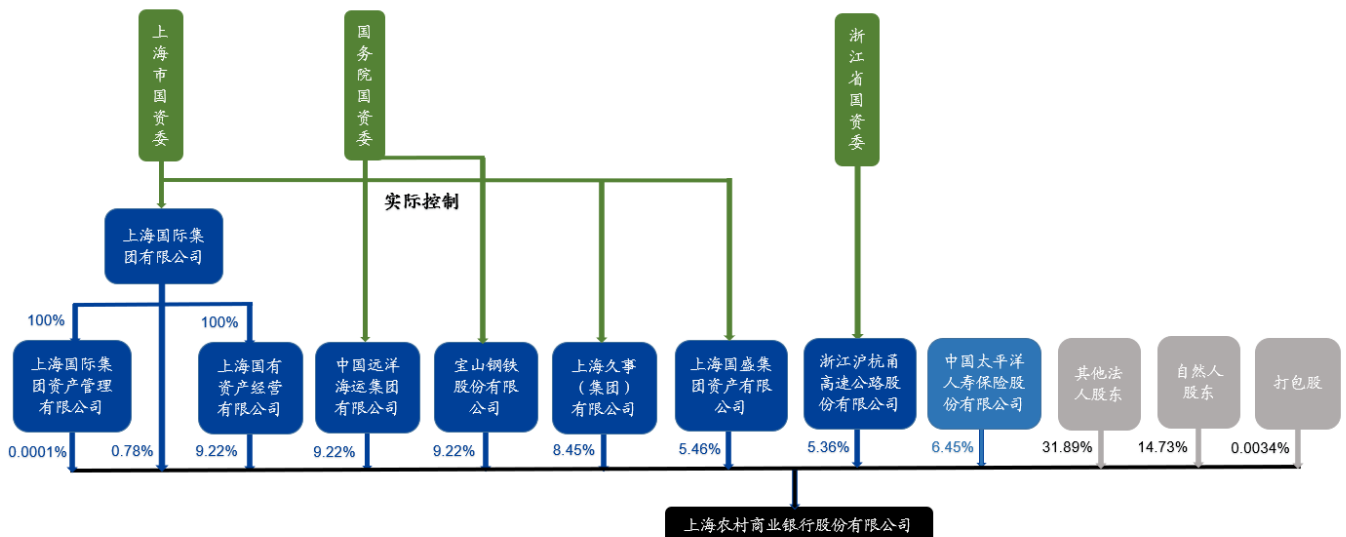 上海市国资委
国务院国资委
浙江省国资委
实际控制
上海国际集
团有限公司
100%
100%
上海国际集
团资产管理
有限公司
上海国有
资产经营
有限公司
中国远洋
海运集团
有限公司
宝山钢铁
股份有限
公司
上海久事
（集团）
有限公司
上海国盛集
团资产有限
公司
浙江沪杭甬
高速公路股
份有限公司
中国太平洋
人寿保险股
份有限公司
其他法
人股东
自然人
股东
打包股
0.0001%
0.78%
9.22%
9.22%
9.22%
8.45%
5.46%
5.36%
6.45%
31.89%
14.73%
0.0034%
上海农村商业银行股份有限公司